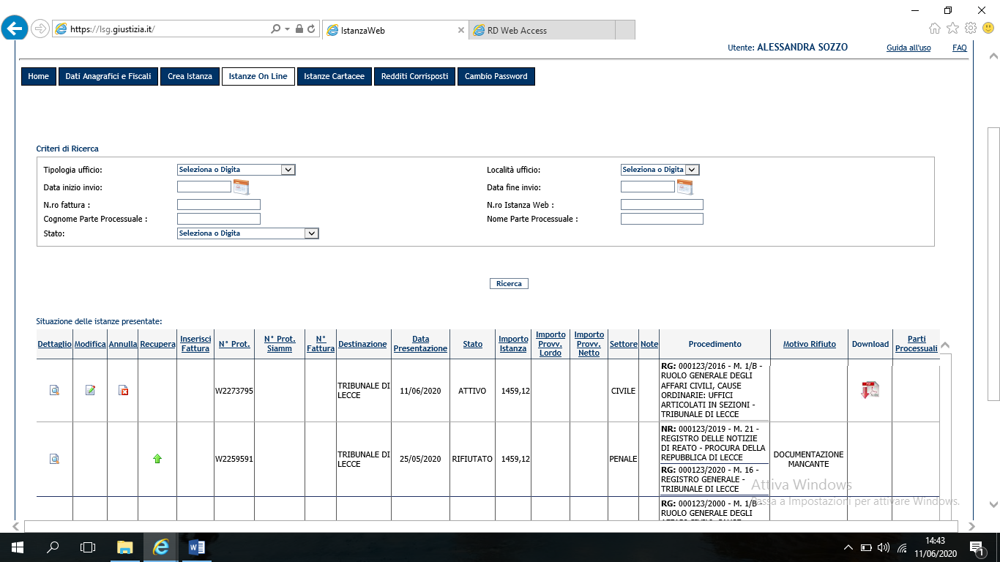 https://lsg.giustizia.it/
IstanzaWeb
RD Web Access
Utente: ALESSANDRA SOZZO
Guida all'uso
FAQ
Home
Dati Anagrafici e Fiscali
Crea Istanza
Istanze On Line
Istanze Cartacee
Redditi Corrisposti
Cambio Password
Criteri di Ricerca
Tipologia ufficio:
Seleziona o Digita
Località ufficio:
Seleziona o Digita
Data inizio invio:
Data fine invio:
N.ro fattura :
N.ro Istanza Web :
Cognome Parte Processuale :
Nome Parte Processuale :
Stato:
Seleziona o Digita
Ricerca
Situazione delle istanze presentate:
Dettaglio
Modifica
Annulla
Recupera
Inserisci
Fattura
N° Prot.
N° Prot.
Siamm
N°
Fattura
Destinazione
Data
Presentazione
Stato
Importo
Istanza
Importo
Provv.
Lordo
Importo
Provv.
Netto
Settore
Note
Procedimento
Motivo Rifiuto
Download
Parti
Processuali
W2273795
TRIBUNALE DI
LECCE
11/06/2020
ATTIVO
1459,12
CIVILE
RG: 000123/2016 - M. 1/B -
RUOLO GENERALE DEGLI
AFFARI CIVILI, CAUSE
ORDINARIE: UFFICI
ARTICOLATI IN SEZIONI -
TRIBUNALE DI LECCE
W2259591
TRIBUNALE DI
LECCE
25/05/2020
RIFIUTATO
1459,12
PENALE
NR: 000123/2019 - M. 21 -
REGISTRO DELLE NOTIZIE
DI REATO - PROCURA DELLA
REPUBBLICA DI LECCE
RG: 000123/2020 - M. 16 -
REGISTRO GENERALE -
TRIBUNALE DI LECCE
DOCUMENTAZIONE
MANCANTE
RG: 000123/2000 - M. 1/B -
RUOLO GENERALE DEGLI
Attiva Windows
Passa a Impostazioni per attivare Windows.
14:43
11/06/2020
1